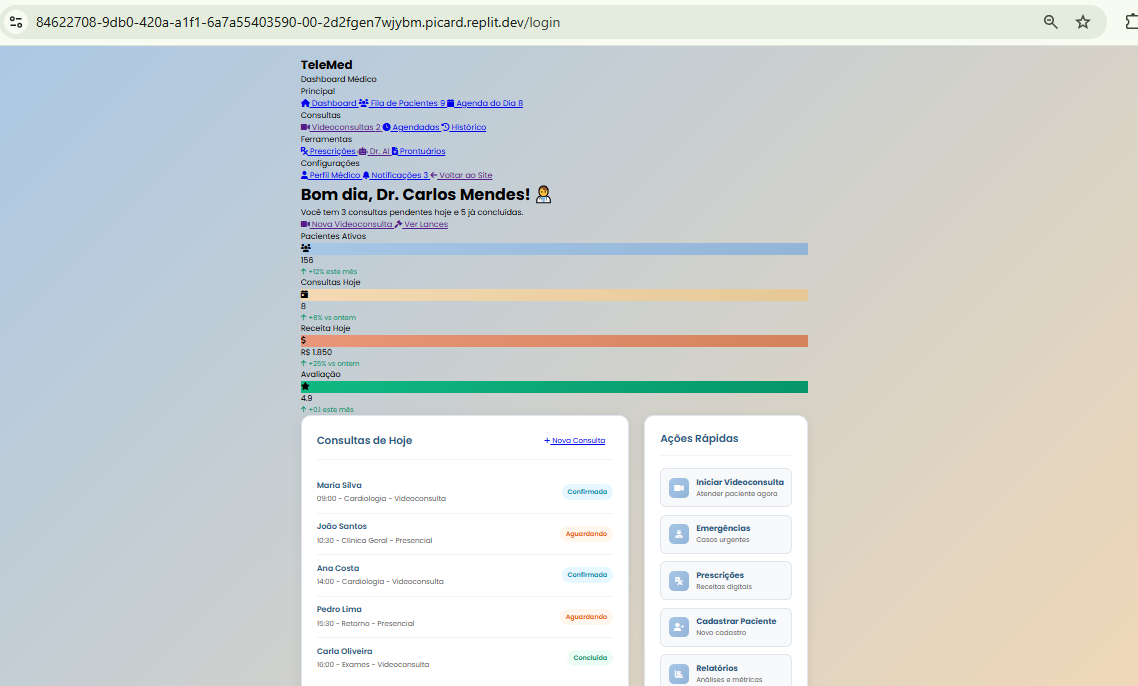 84622708-9db0-420a-a1f1-6a7a55403590-00-2d2fgen7wjybm.picard.replit.dev/login
TeleMed
Dashboard Médico
Principal
Dashboard Fila de Pacientes 9 Agenda do Dia 8
Consultas
Videoconsultas 2 Agendadas Histórico
Ferramentas
Prescrições Dr. AI Prontuários
Configurações
Perfil Médico Notificações 3 Voltar ao Site
Bom dia, Dr. Carlos Mendes!
Você tem 3 consultas pendentes hoje e 5 já concluídas.
Nova Videoconsulta Ver Lances
Pacientes Ativos
156
+12% este mês
Consultas Hoje
8
+8% vs ontem
Receita Hoje
R$ 1.850
+25% vs ontem
Avaliação
4.9
+0.1 este mês
Consultas de Hoje
+ Nova Consulta
Maria Silva
09:00 - Cardiologia - Videoconsulta
Confirmada
João Santos
10:30 - Clínica Geral - Presencial
Aguardando
Ana Costa
14:00 - Cardiologia - Videoconsulta
Confirmada
Pedro Lima
15:30 - Retorno - Presencial
Aguardando
Carla Oliveira
16:00 - Exames - Videoconsulta
Concluída
Ações Rápidas
Iniciar Videoconsulta
Atender paciente agora
Emergências
Casos urgentes
Prescrições
Receitas digitais
Cadastrar Paciente
Novo cadastro
Relatórios
Análises e métricas